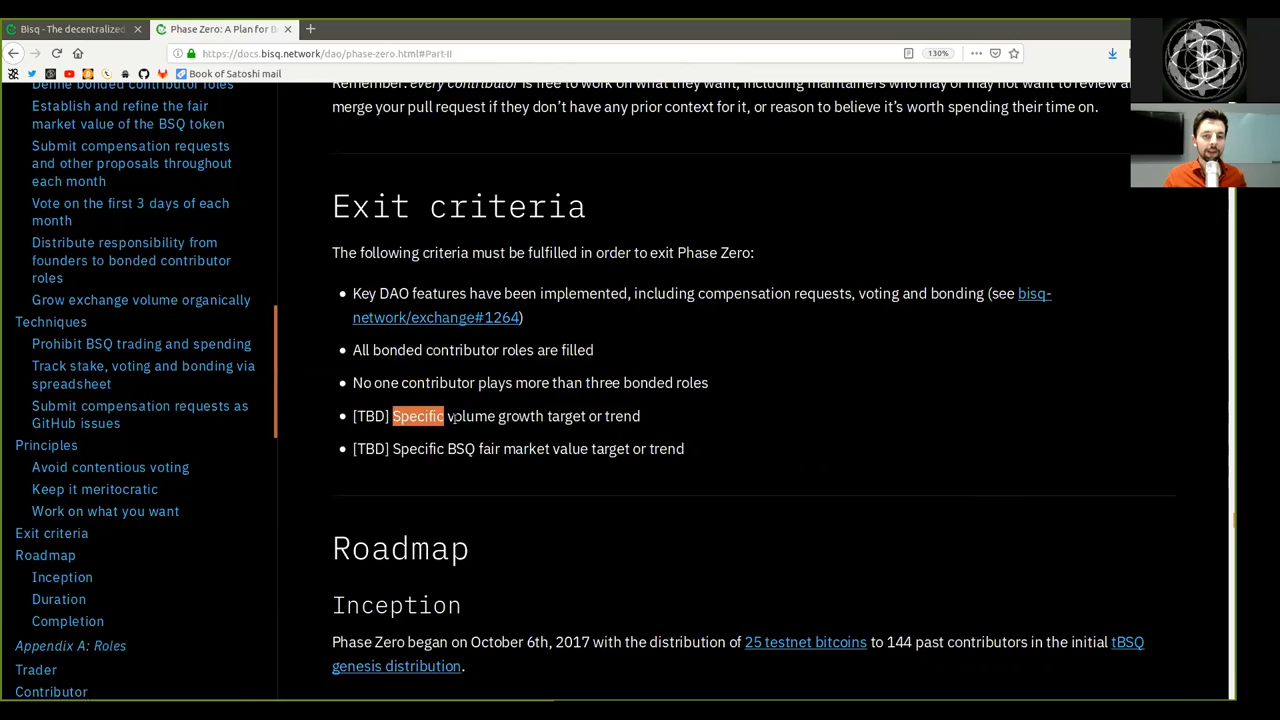 Bisq - The decentralized
Phase Zero: A Plan for B
https://docs.bisq.network/dao/phase-zero.html#Part-II
130%
Book of Satoshi mail
Define bonded contributor roles
Establish and refine the fair
market value of the BSQ token
Submit compensation requests
and other proposals throughout
each month
Vote on the first 3 days of each
month
Distribute responsibility from
founders to bonded contributor
roles
Grow exchange volume organically
Techniques
Prohibit BSQ trading and spending
Track stake, voting and bonding via
spreadsheet
Submit compensation requests as
GitHub issues
Principles
Avoid contentious voting
Keep it meritocratic
Work on what you want
Exit criteria
Roadmap
Inception
Duration
Completion
Appendix A: Roles
Trader
Contributor
Remember: every contributor is free to work on what they want, including maintainers who may or may not want to review a
merge your pull request if they don't have any prior context for it, or reason to believe it's worth spending their time on.
Exit criteria
The following criteria must be fulfilled in order to exit Phase Zero:
• Key DAO features have been implemented, including compensation requests, voting and bonding (see bisq-
network/exchange#1264)
• All bonded contributor roles are filled
• No one contributor plays more than three bonded roles
• [TBD] Specific volume growth target or trend
• [TBD] Specific BSQ fair market value target or trend
Roadmap
Inception
Phase Zero began on October 6th, 2017 with the distribution of 25 testnet bitcoins to 144 past contributors in the initial tBSQ
genesis distribution.